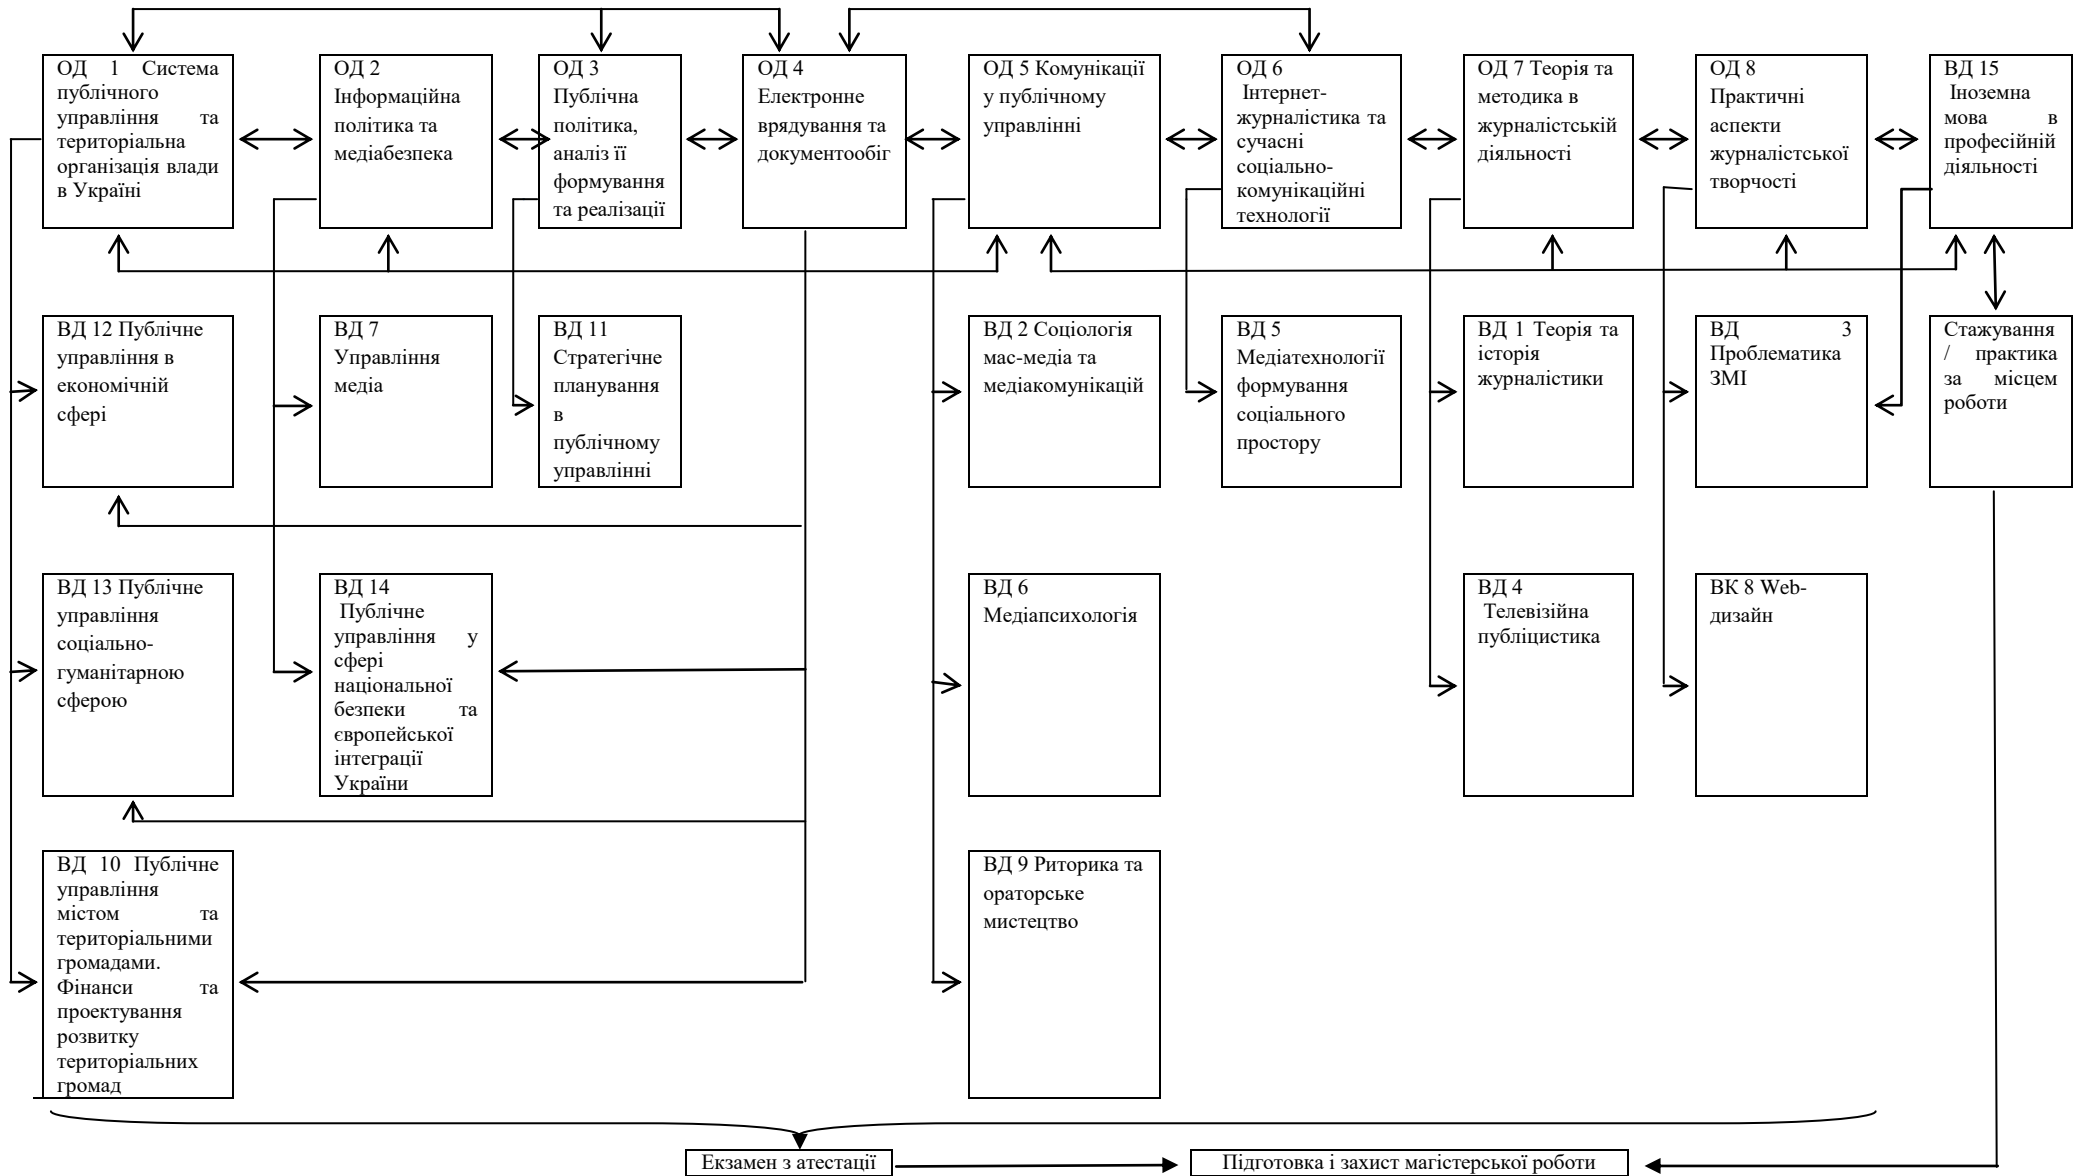 ОД 1 Система
публічного
управління та
територіальна
організація влади
в Україні
ОД 2
Інформаційна
політика та
медіабезпека
ОД 3
Публічна
політика,
аналіз її
формування
та реалізації
ОД 4
Електронне
врядування та
документообіг
ОД 5 Комунікації
у публічному
управлінні
ОД 6
Інтернет-
журналістика та
сучасні
соціально-
комунікаційні
технології
ОД 7 Теорія та
методика в
журналістській
діяльності
ОД 8
Практичні
аспекти
журналістської
творчості
ВД 15
Іноземна
мова в
професійній
діяльності
ВД 12 Публічне
управління в
економічній
сфері
ВД 7
Управління
медіа
ВД 11
Стратегічне
планування
в
публічному
управлінні
ВД 2 Соціологія
мас-медіа та
медіакомунікацій
ВД 5
Медіатехнології
формування
соціального
простору
ВД 1 Теорія та
історія
журналістики
ВД 3
Проблематика
ЗМІ
Стажування
/ практика
за місцем
роботи
ВД 13 Публічне
управління
соціально-
гуманітарною
сферою
ВД 14
Публічне
управління у
сфері
національної
безпеки та
європейської
інтеграції
України
ВД 6
Медіапсихологія
ВД 4
Телевізійна
публіцистика
ВК 8 Web-
дизайн
ВД 10 Публічне
управління
містом та
територіальними
громадами.
Фінанси та
проектування
розвитку
територіальних
громад
ВД 9 Риторика та
ораторське
мистецтво
Екзамен з атестації
Підготовка і захист магістерської роботи